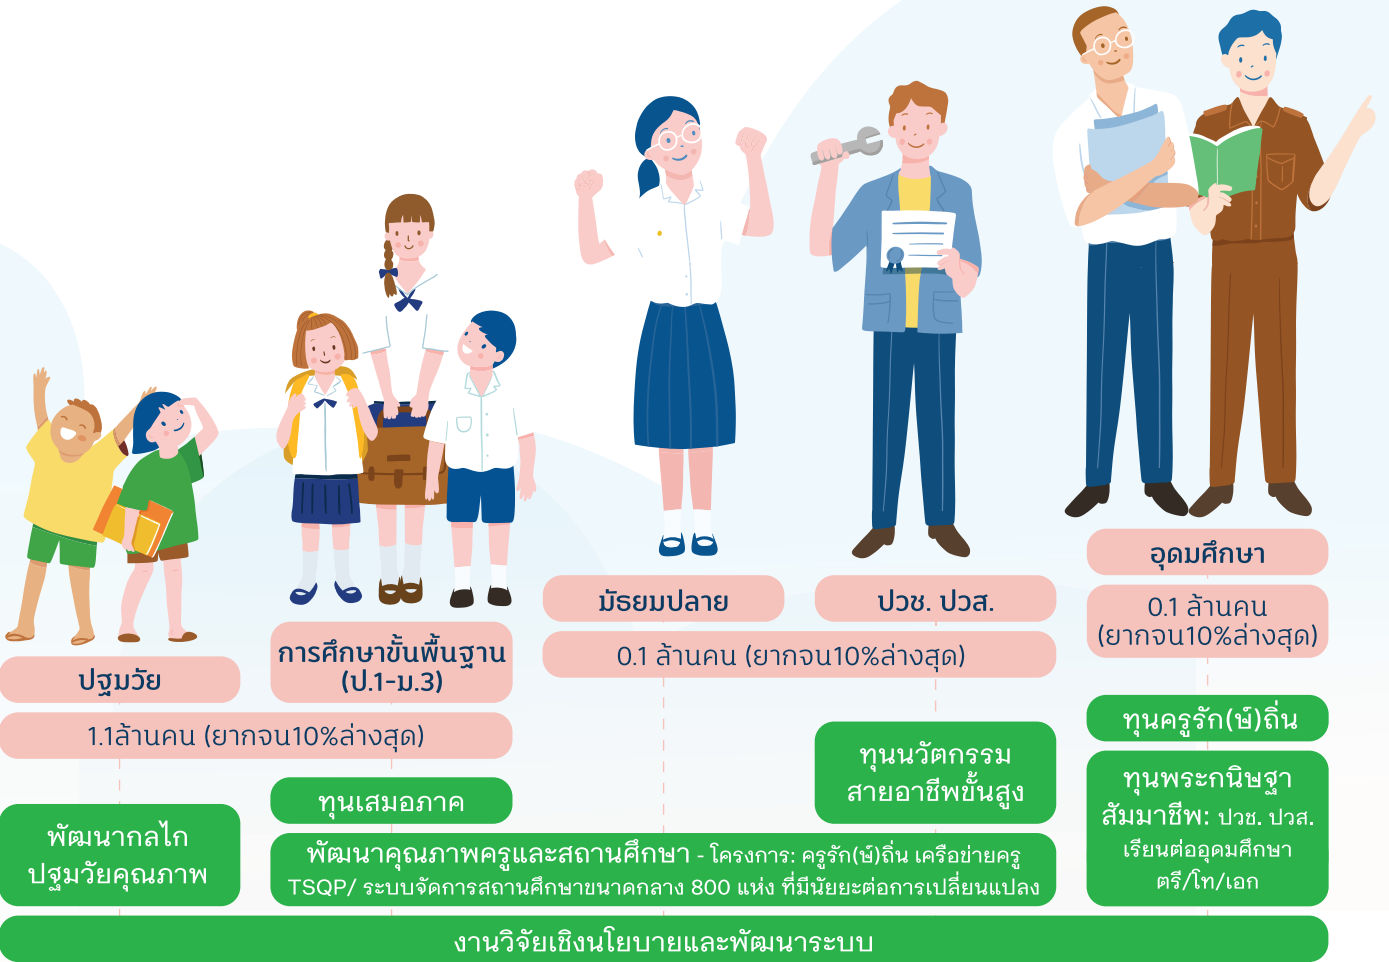 ปฐมวัย
การศึกษาขั้นพื้นฐาน
(ป.1-ม.3)
1.1ล้านคน (ยากจน10%ล่างสุด)
มัธยมปลาย
ปวช. ปวส.
0.1 ล้านคน (ยากจน10%ล่างสุด)
อุดมศึกษา
0.1 ล้านคน
(ยากจน10%ล่างสุด)
พัฒนากลไก
ปฐมวัยคุณภาพ
ทุนเสมอภาค
ทุนนวัตกรรม
สายอาชีพขั้นสูง
ทุนครูรัก(ษ์)ถิ่น
ทุนพระกนิษฐา
สัมมาชีพ: ปวช. ปวส.
เรียนต่ออุดมศึกษา
ตรี/โท/เอก
พัฒนาคุณภาพครูและสถานศึกษา - โครงการ: ครูรัก(ษ์)ถิ่น เครือข่ายครู
TSQP/ ระบบจัดการสถานศึกษาขนาดกลาง 800 แห่ง ที่มีนัยยะต่อการเปลี่ยนแปลง
งานวิจัยเชิงนโยบายและพัฒนาระบบ